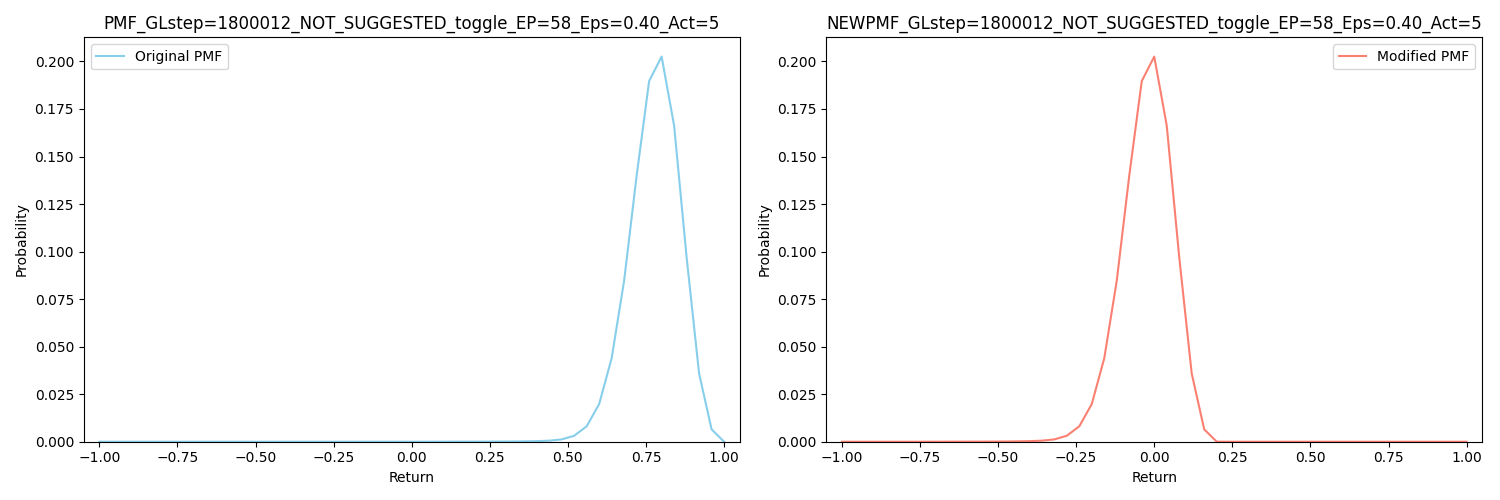 PMF_GLstep=1800012_NOT_SUGGESTED_toggle_EP=58_Eps=0.40_Act=5
Original PMF
0.200
0.175
0.150
0.125
0.100
0.075
0.050
0.025
0.000
Probability
−1.00 −0.75 −0.50 −0.25 0.00 0.25 0.50 0.75 1.00
Return
NEWPMF_GLstep=1800012_NOT_SUGGESTED_toggle_EP=58_Eps=0.40_Act=5
Modified PMF
0.200
0.175
0.150
0.125
0.100
0.075
0.050
0.025
0.000
Probability
−1.00 −0.75 −0.50 −0.25 0.00 0.25 0.50 0.75 1.00
Return